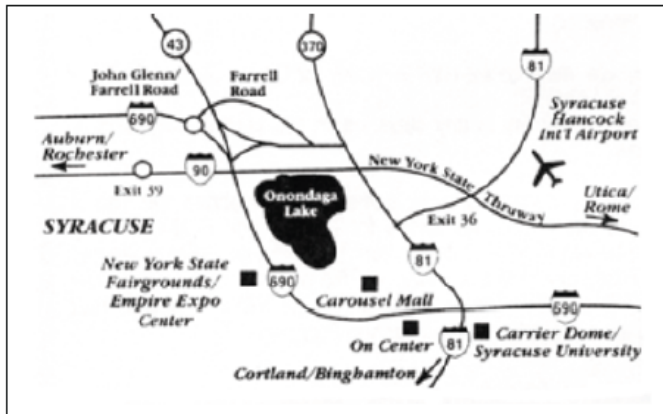 43
370
81
John Glenn/
Farrell Road
Farrell
Road
690
Syracuse
Hancock
Int'l Airport
Auburn/
Rochester
90
New York State Thruway
Exit 39
Onondaga
Lake
Utica/
Rome
Exit 36
SYRACUSE
New York State
Fairgrounds/
Empire Expo
Center
690
81
Carousel Mall
690
On Center
81
Carrier Dome/
Syracuse University
Cortland/Binghamton